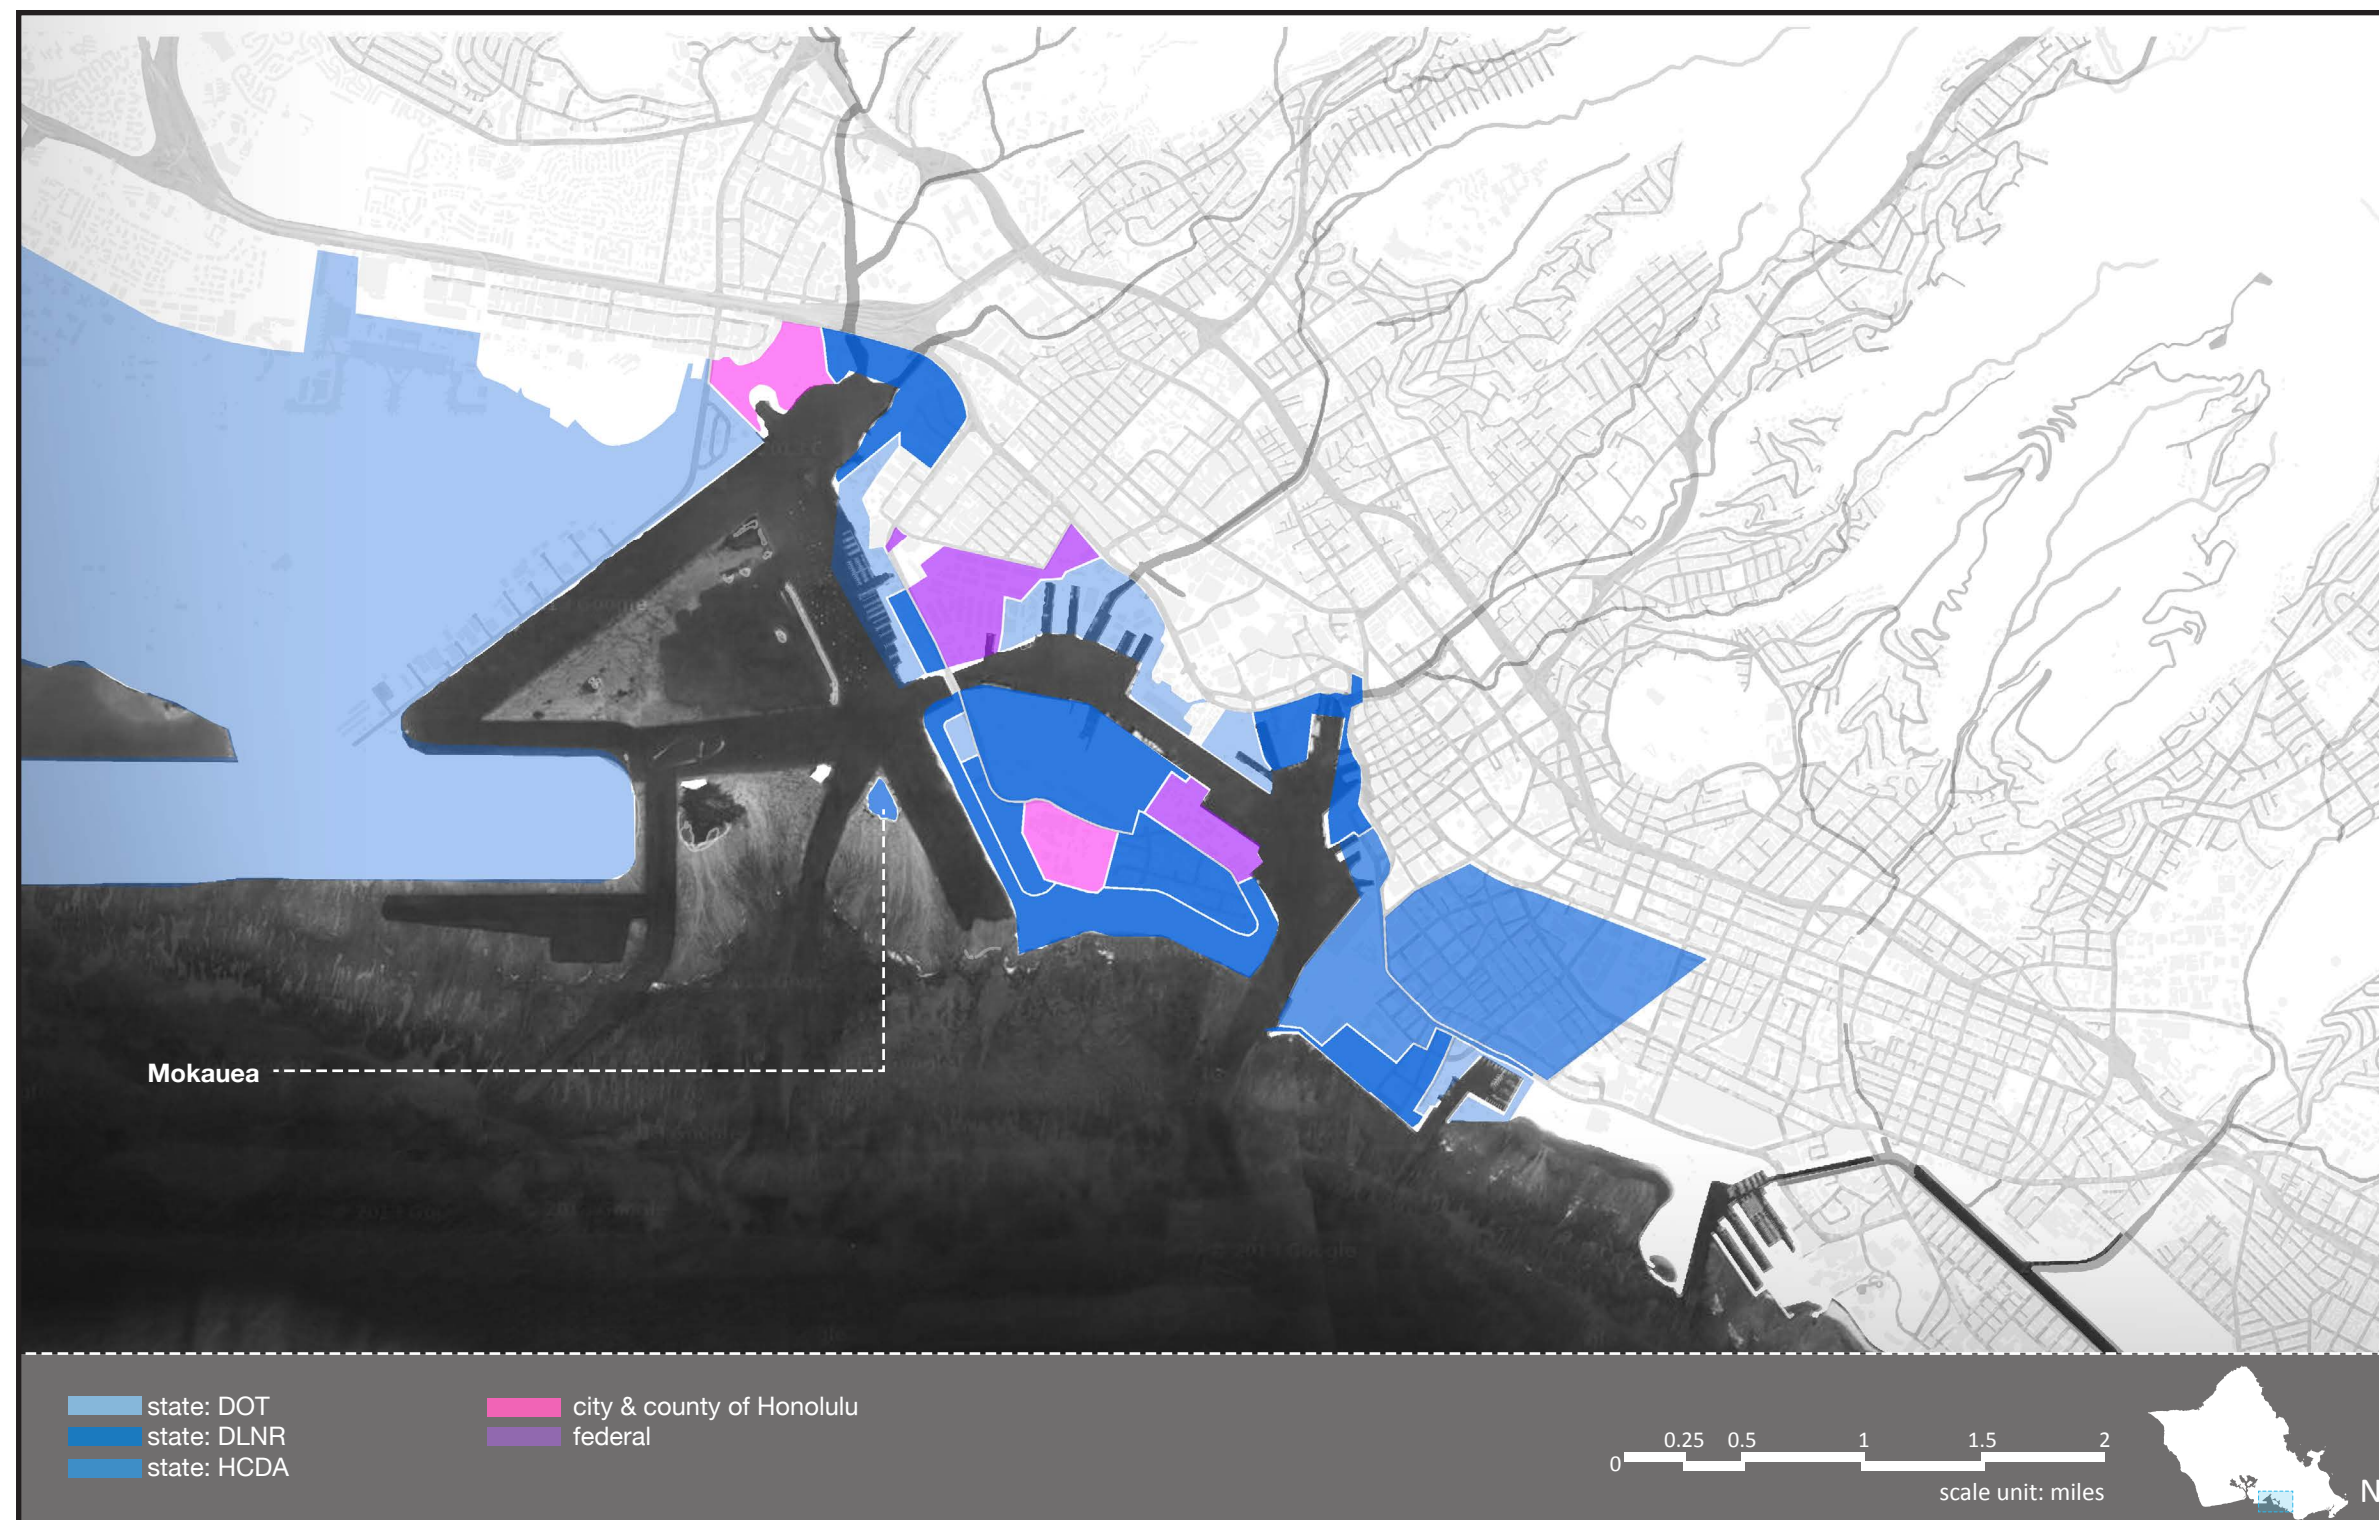 Mokauea
state: DOT
state: DLNR
state: HCDA
city & county of Honolulu
federal
0 0.25 0.5 1 1.5 2
scale unit: miles
N